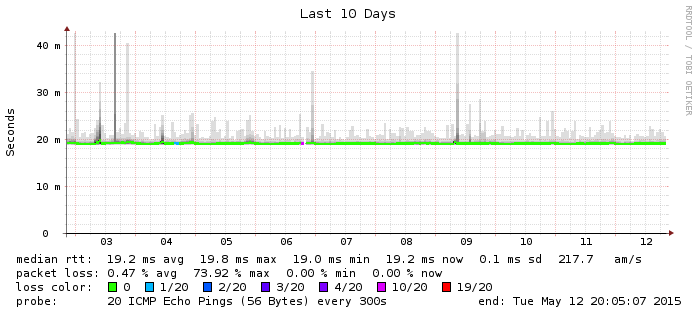 Last 10 Days
RRDTOOL / TOBI OETIKER
Seconds
40 m
30 m
20 m
10 m
0
03 04 05 06 07 08 09 10 11 12
median rtt: 19.2 ms avg 19.8 ms max 19.0 ms min 19.2 ms now 0.1 ms sd 217.7 am/s
packet loss: 0.47 % avg 73.92 % max 0.00 % min 0.00 % now
loss color: 0 1/20 2/20 3/20 4/20 10/20 19/20
probe: 20 ICMP Echo Pings (56 Bytes) every 300s end: Tue May 12 20:05:07 2015